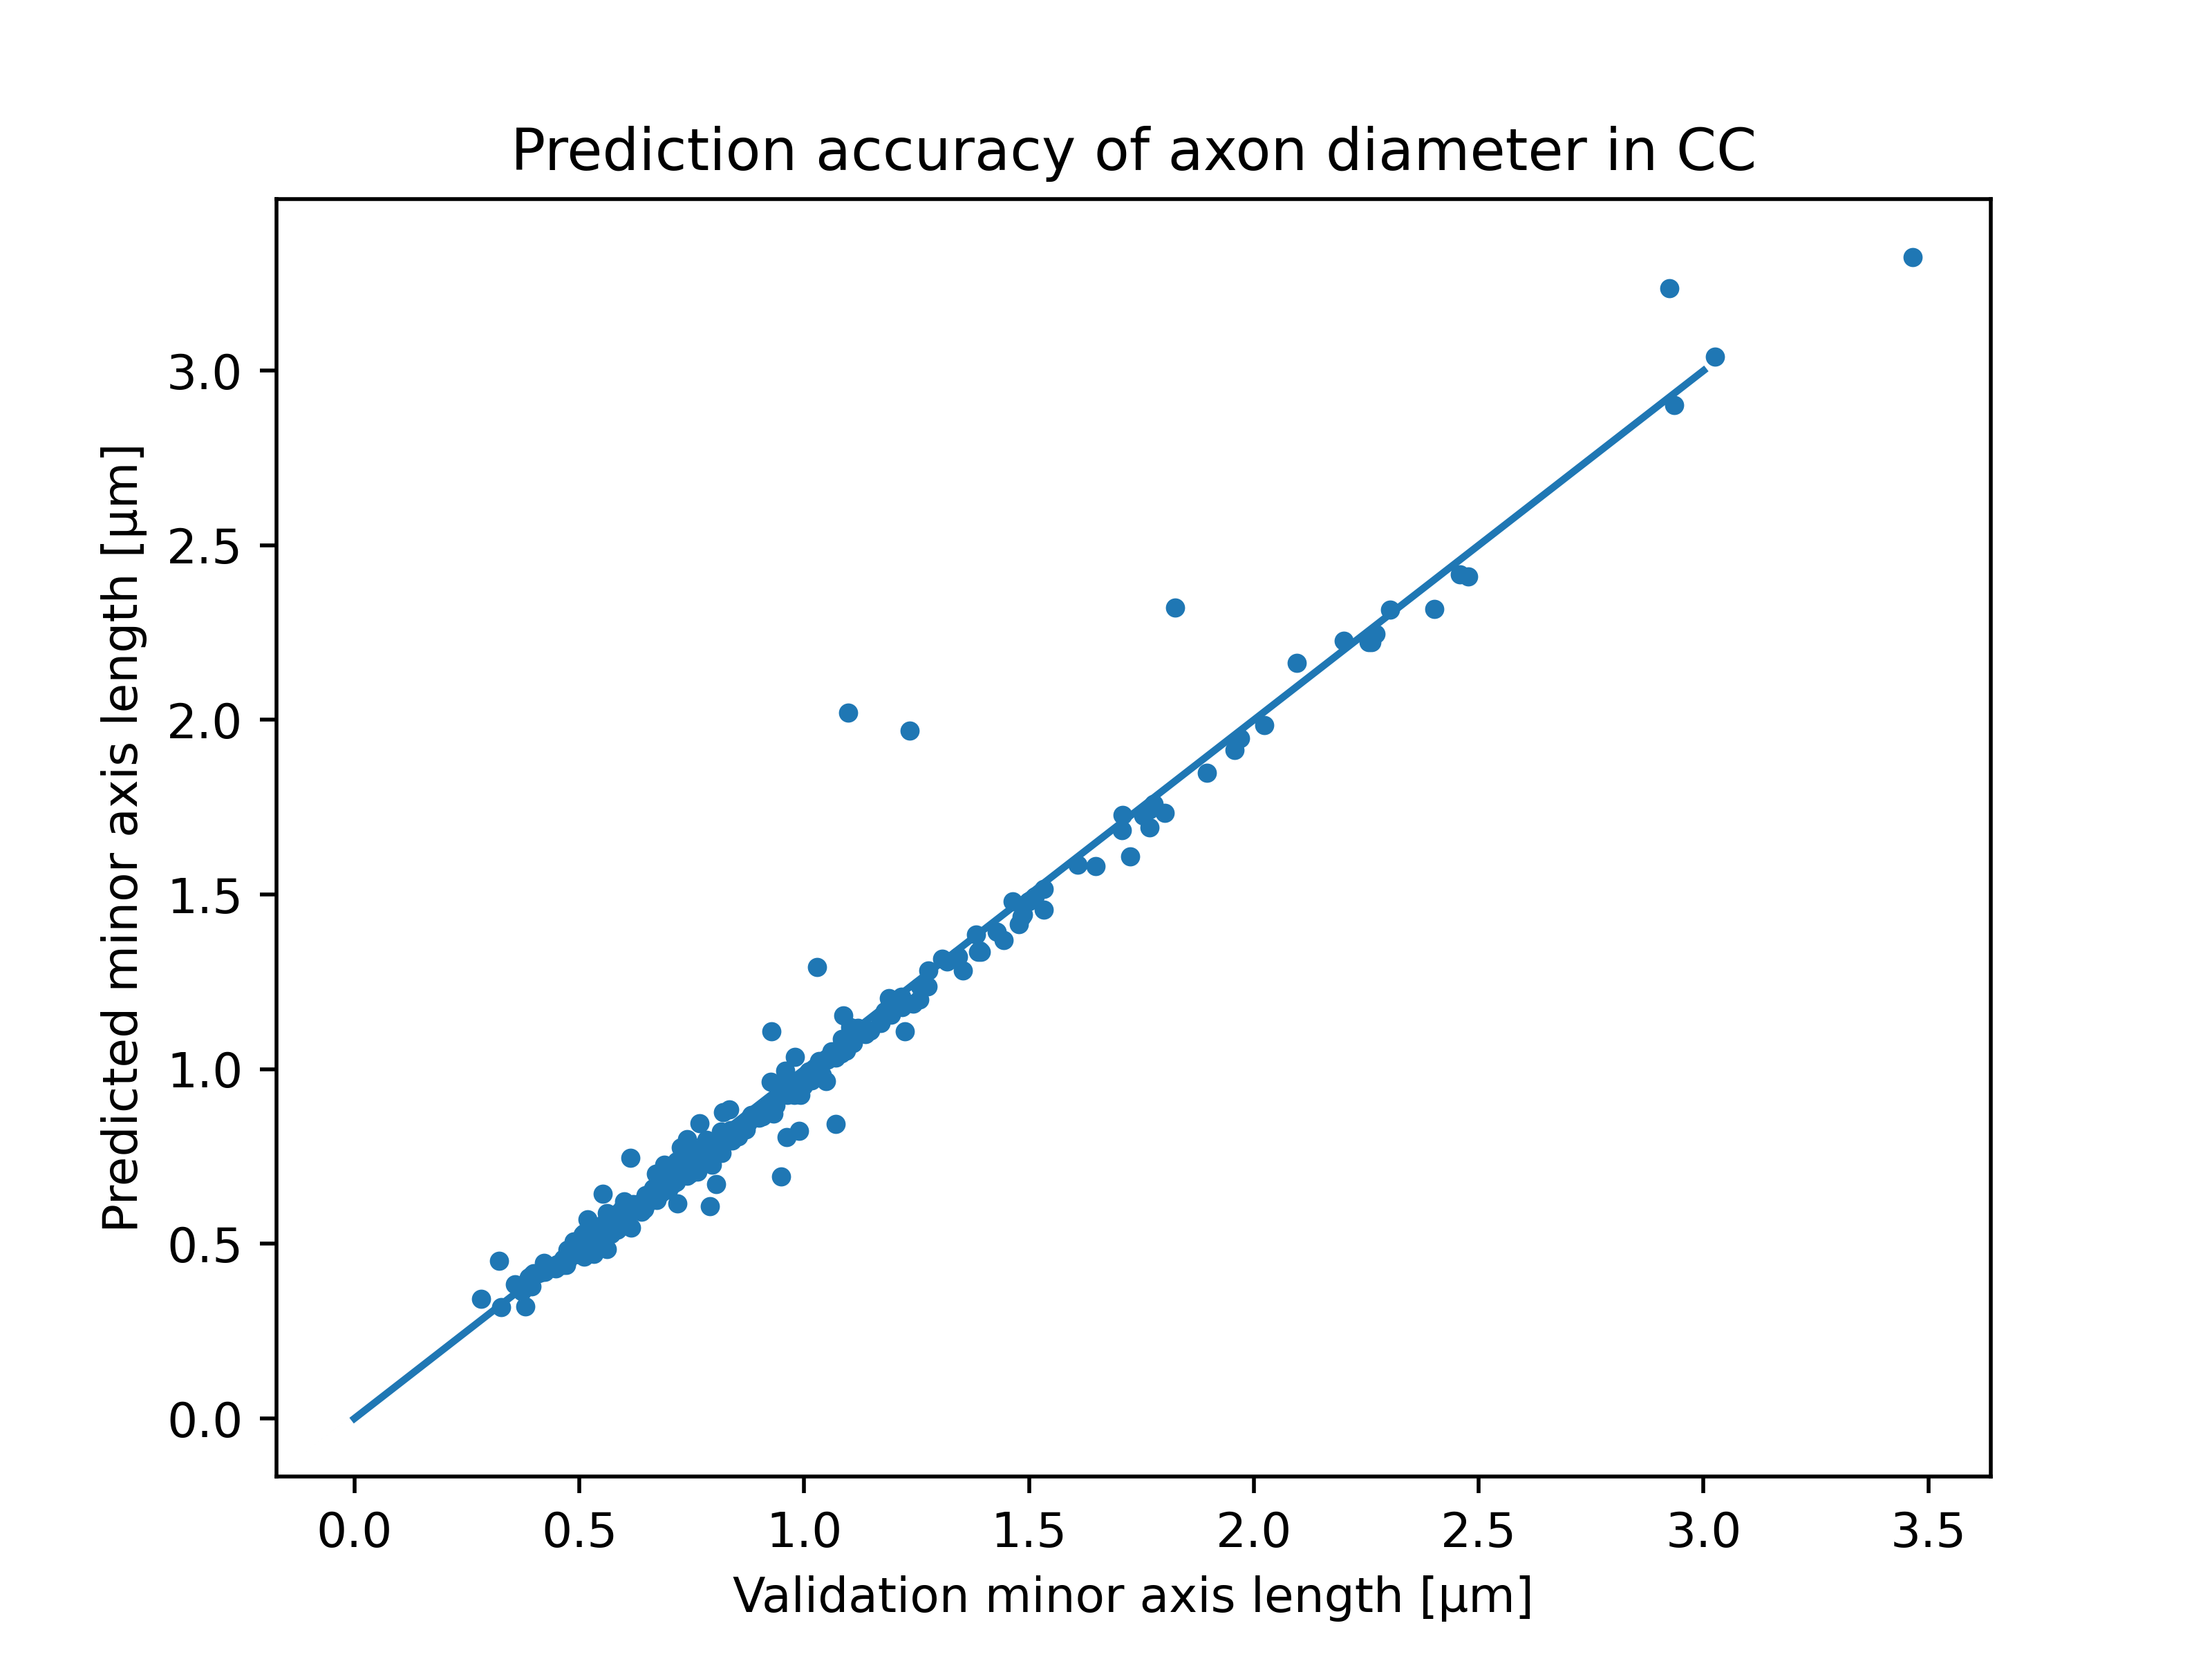 Prediction accuracy of axon diameter in CC
Predicted minor axis length [µm]
3.0
2.5
2.0
1.5
1.0
0.5
0.0
0.0 0.5 1.0 1.5 2.0 2.5 3.0 3.5
Validation minor axis length [µm]